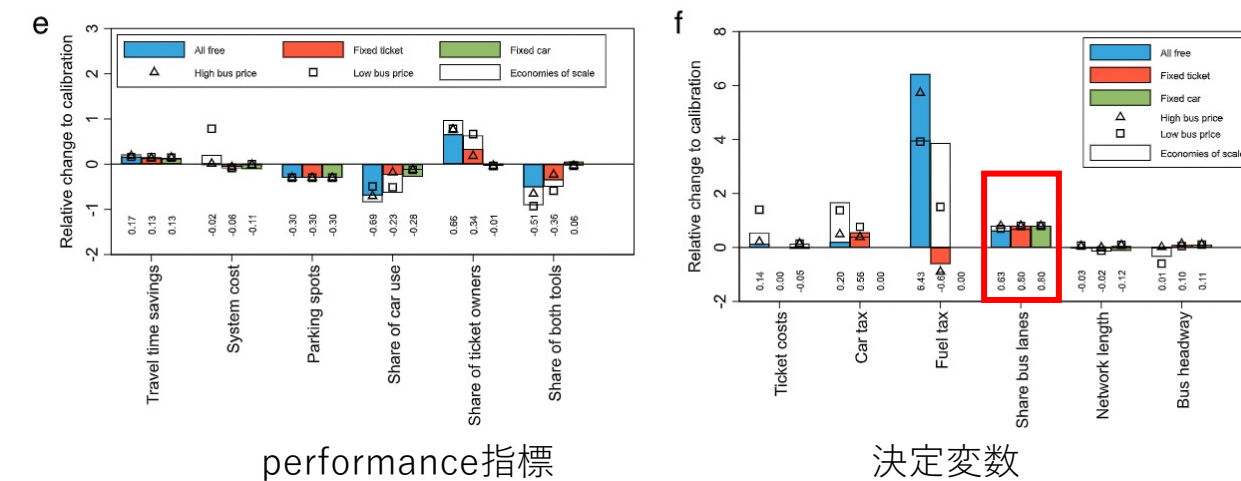 e
3
2
1
0
-1
-2
Relative change to calibration
All free
Fixed ticket
Fixed car
High bus price
Low bus price
Economies of scale
0.17
0.13
0.13
-0.02
-0.06
-0.11
-0.30
-0.30
-0.30
-0.69
-0.23
-0.28
0.66
0.34
-0.01
-0.51
-0.36
0.06
Travel time savings
System cost
Parking spots
Share of car use
Share of ticket owners
Share of both tools
performance指標
f
8
6
4
2
0
-2
Relative change to calibration
All free
Fixed ticket
Fixed car
High bus price
Low bus price
Economies of scale
0.14
0.00
-0.05
0.20
0.56
0.00
6.43
0.00
0.63
0.80
0.80
-0.03
-0.02
-0.12
0.01
0.10
0.11
Ticket costs
Car tax
Fuel tax
Share bus lanes
Network length
Bus headway
決定変数